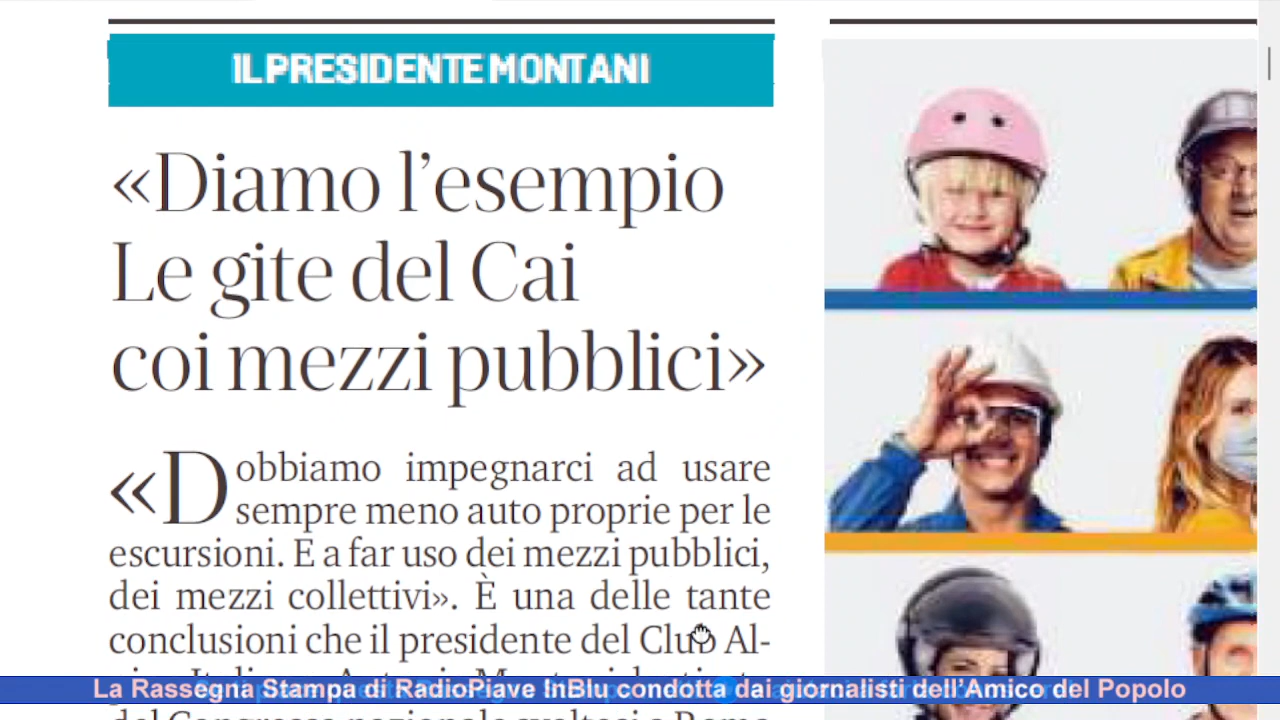 IL PRESIDENTE MONTANI
«Diamo l’esempio
Le gite del Cai
coi mezzi pubblici»
«Dobbiamo impegnarci ad usare
sempre meno auto proprie per le
escursioni. E a far uso dei mezzi pubblici,
dei mezzi collettivi». È una delle tante
conclusioni che il presidente del Club Al-
La Rassegna Stampa di RadioPiave InBlu condotta dai giornalisti dell'Amico del Popolo